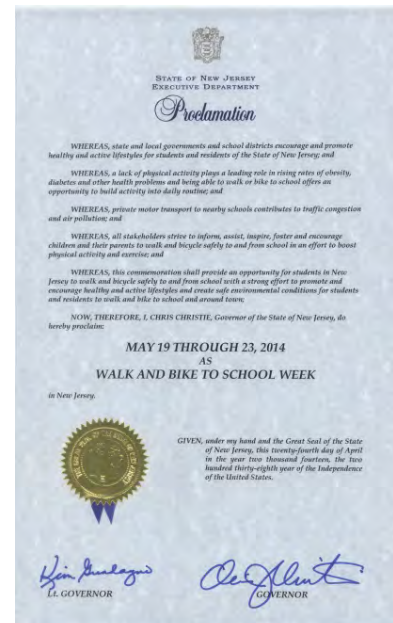 STATE OF NEW JERSEY
EXECUTIVE DEPARTMENT
Proclamation
WHEREAS, state and local governments and school districts encourage and promote
healthy and active lifestyles for students and residents of the State of New Jersey; and
WHEREAS, a lack of physical activity plays a leading role in rising rates of obesity,
diabetes and other health problems and being able to walk or bike to school offers an
opportunity to build activity into daily routine; and
WHEREAS, private motor transport to nearby schools contributes to traffic congestion
and air pollution; and
WHEREAS, all stakeholders strive to inform, assist, inspire, foster and encourage
children and their parents to walk and bicycle safely to and from school in an effort to boost
physical activity and exercise; and
WHEREAS, this commemoration shall provide an opportunity for students in New
Jersey to walk and bicycle safely to and from school with a strong effort to promote and
encourage healthy and active lifestyles and create safe environmental conditions for students
and residents to walk and bike to school and around town;
NOW, THEREFORE, I, CHRIS CHRISTIE, Governor of the State of New Jersey, do
hereby proclaim:
MAY 19 THROUGH 23, 2014
AS
WALK AND BIKE TO SCHOOL WEEK
in New Jersey.
GIVEN, under my hand and the Great Seal of the State
of New Jersey, this twenty-fourth day of April
in the year two thousand fourteen, the two
hundred thirty-eighth year of the Independence
of the United States.
LT. GOVERNOR
GOVERNOR